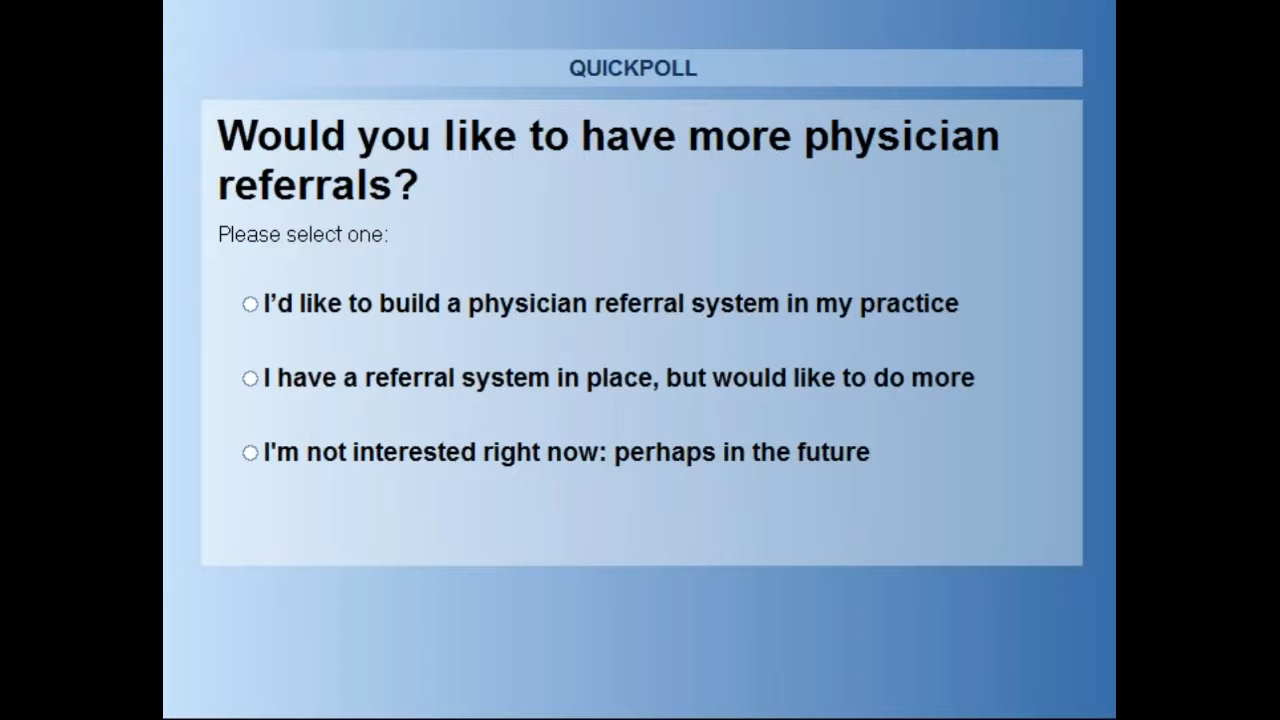 QUICKPOLL
Would you like to have more physician
referrals?
Please select one:
I’d like to build a physician referral system in my practice
I have a referral system in place, but would like to do more
I'm not interested right now: perhaps in the future